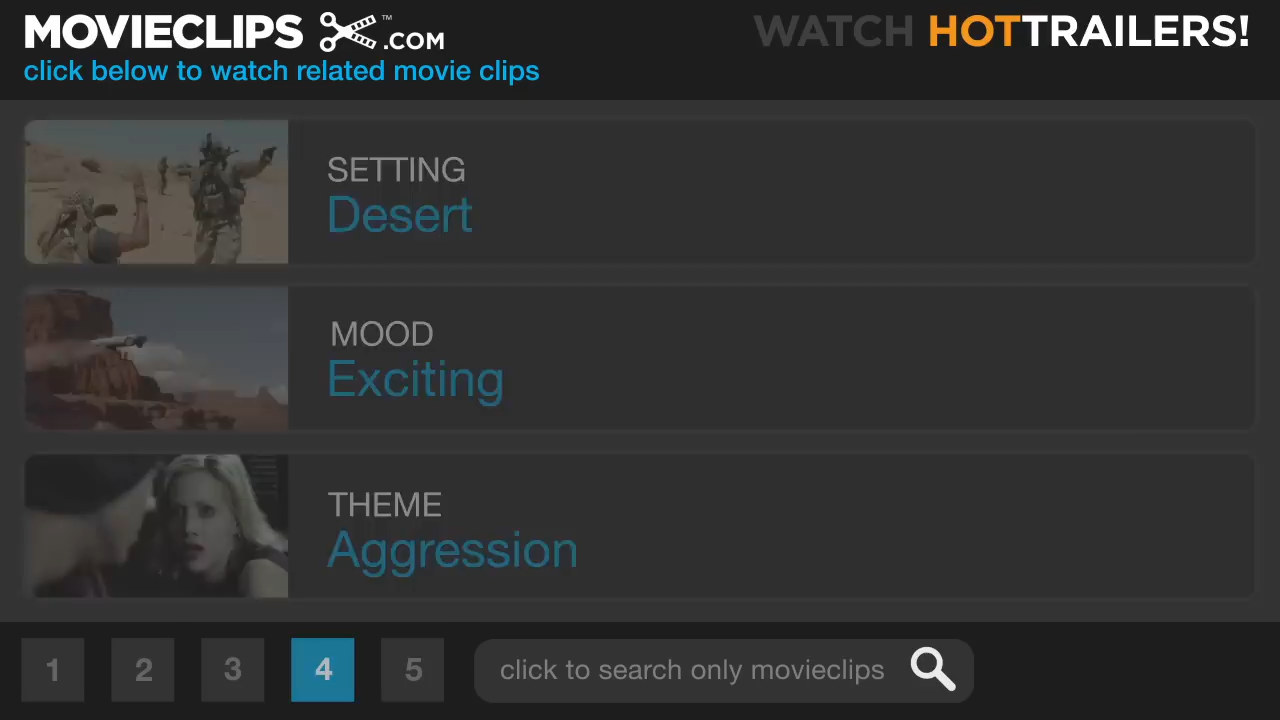 MOVIECLIPS™.COM
WATCH HOTTRAILERS!
click below to watch related movie clips
SETTING
Desert
MOOD
Exciting
THEME
Aggression
1 2 3 4 5
click to search only movieclips